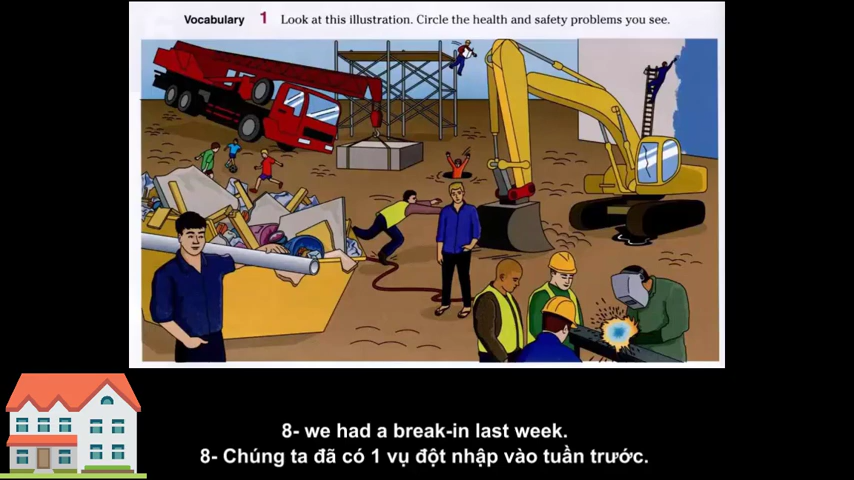 Vocabulary 1 Look at this illustration. Circle the health and safety problems you see.
8- we had a break-in last week.
8- Chúng ta đã có 1 vụ đột nhập vào tuần trước.